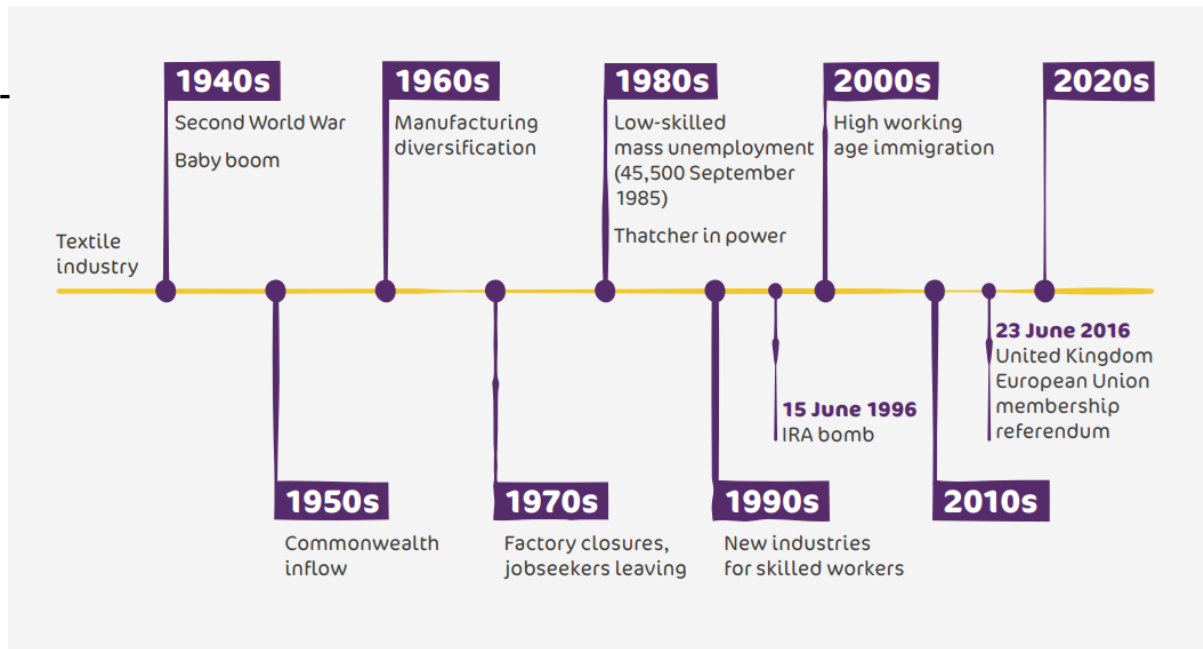 1940s
Second World War
Baby boom
1960s
Manufacturing
diversification
1980s
Low-skilled
mass unemployment
(45,500 September
1985)
Thatcher in power
2000s
High working
age immigration
2020s
Textile
industry
1950s
Commonwealth
inflow
1970s
Factory closures,
jobseekers leaving
1990s
New industries
for skilled workers
15 June 1996
IRA bomb
2010s
23 June 2016
United Kingdom
European Union
membership
referendum